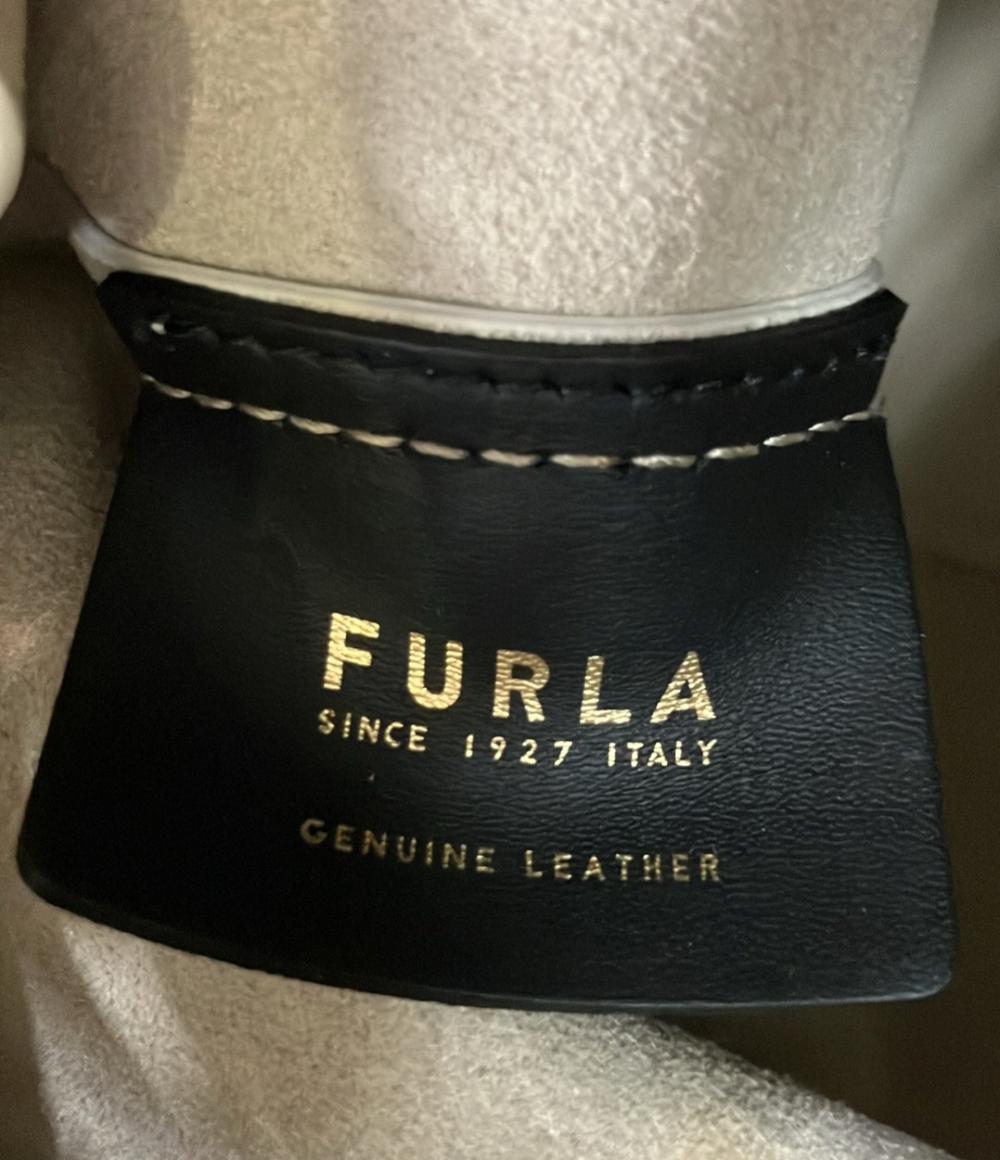 FURLA
SINCE 1927 ITALY
GENUINE LEATHER